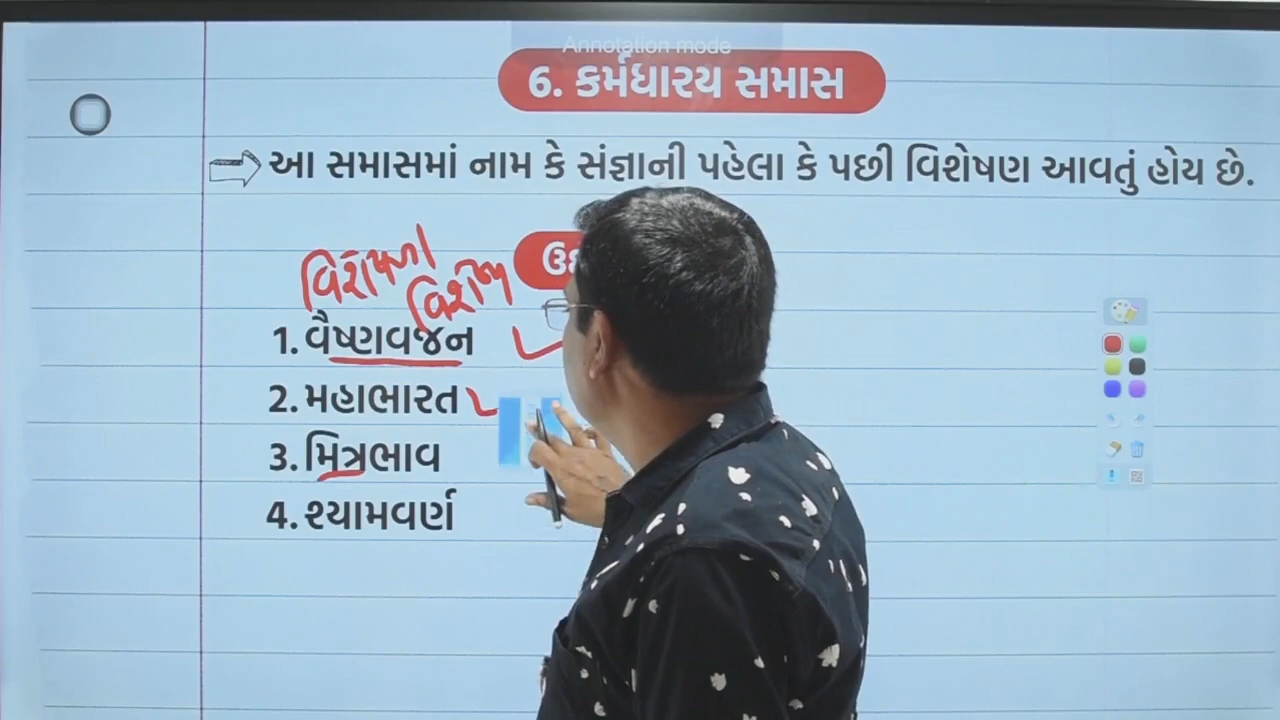 Annotation mode
6. કર્મધારય સમાસ
આ સમાસમાં નામ કે સંજ્ઞાની પહેલા કે પછી વિશેષણ આવતું હોય છે.
વિશેષણ
વિશેષ્ય
1. વૈષ્ણવજન
2. મહાભારત
3. મિત્રભાવ
4. શ્યામવર્ણ